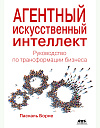 АГЕНТНЫЙ
ИСКУССТВЕННЫЙ
ИНТЕЛЛЕКТ
Руководство
по трансформации бизнеса
Паскаль Борне